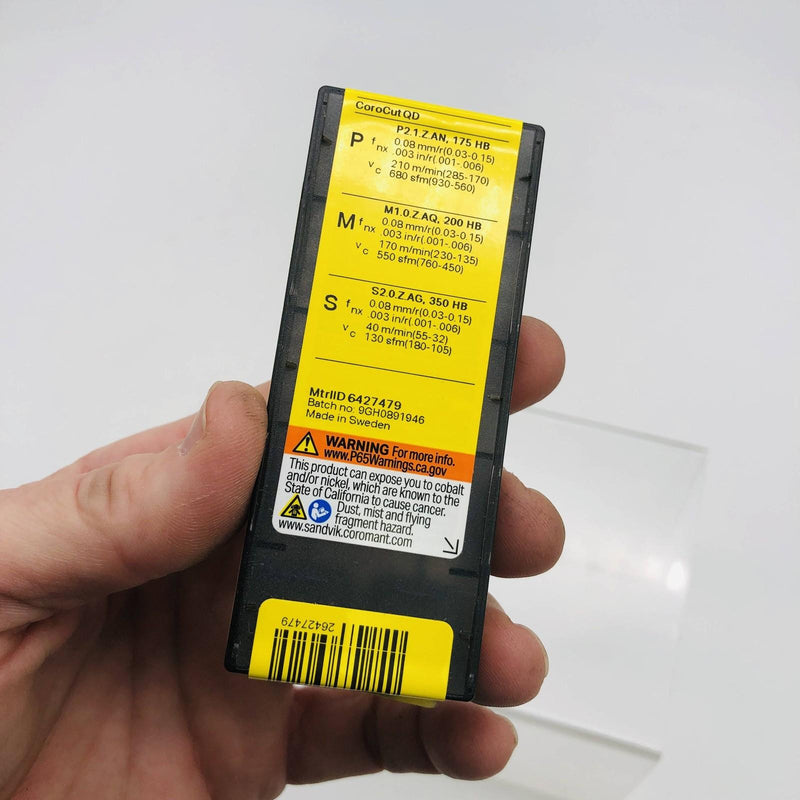 CoroCut QD
P2.1.Z.AN, 175 HB
P fnx 0.08 mm/r(0.03-0.15)
.003 in/r(.001-.006)
vc 210 m/min(285-170)
680 sfm(930-560)
M1.0.Z.AQ, 200 HB
M fnx 0.08 mm/r(0.03-0.15)
.003 in/r(.001-.006)
vc 170 m/min(230-135)
550 sfm(760-450)
S2.0.Z.AG, 350 HB
S fnx 0.08 mm/r(0.03-0.15)
.003 in/r(.001-.006)
vc 40 m/min(55-32)
130 sfm(180-105)
MtrlID 6427479
Batch no: 9GH0891946
Made in Sweden
WARNING For more info.
www.P65Warnings.ca.gov
This product can expose you to cobalt
and/or nickel, which are known to the
State of California to cause cancer.
Dust, mist and flying
fragment hazard.
www.sandvik.coromant.com
26427479